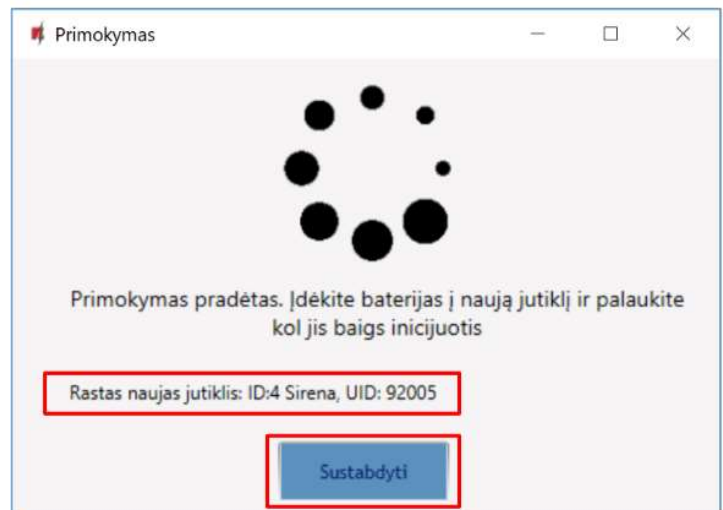 Primokymas
Primokymas pradėtas. Įdėkite baterijas į naują jutiklį ir palaukite
kol jis baigs inicijuotis
Rastas naujas jutiklis: ID:4 Sirena, UID: 92005
Sustabdyti